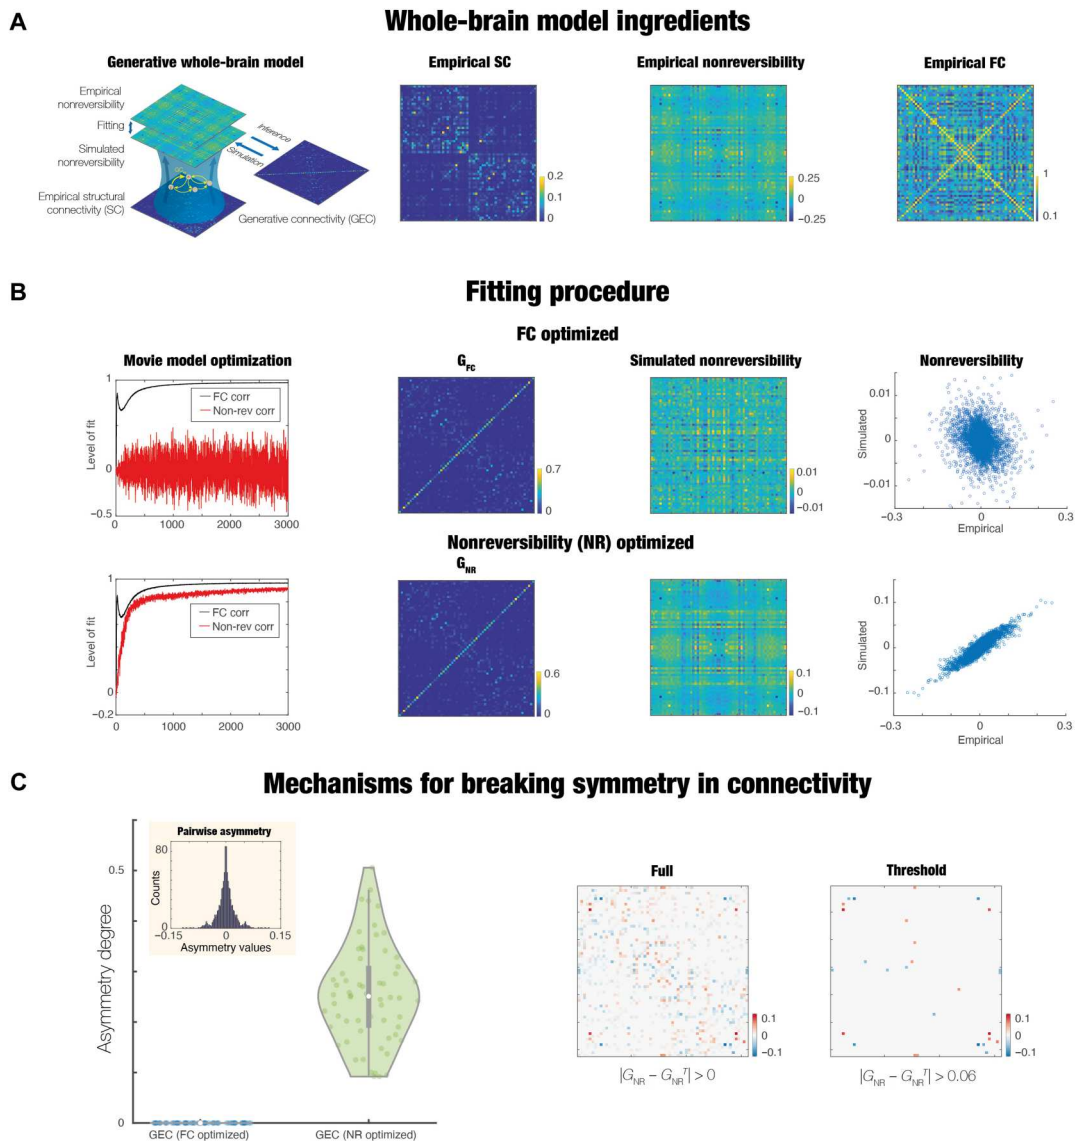 A
Whole-brain model ingredients
Generative whole-brain model
Empirical
nonreversibility
Fitting
Simulated
nonreversibility
Empirical structural
connectivity (SC)
Inference
Simulation
Generative connectivity (GEC)
Empirical SC
0.2
0.1
0
Empirical nonreversibility
0.25
0
−0.25
Empirical FC
1
0.1
B
Fitting procedure
FC optimized
Movie model optimization
Level of fit
1
0
−0.5
FC corr
Non-rev corr
0
1000
2000
3000
G_FC
0.7
0
Simulated nonreversibility
0.01
0
−0.01
Nonreversibility
Simulated
0.01
0
−0.01
−0.3
0
0.3
Empirical
Nonreversibility (NR) optimized
Level of fit
1
0
−0.2
FC corr
Non-rev corr
0
1000
2000
3000
G_NR
0.6
0
0.1
0
−0.1
Simulated
0.1
0
−0.1
−0.3
0
0.3
Empirical
C
Mechanisms for breaking symmetry in connectivity
Asymmetry degree
0.5
0
Pairwise asymmetry
Counts
80
0
−0.15
0
0.15
Asymmetry values
GEC (FC optimized)
GEC (NR optimized)
Full
0.1
0
−0.1
|G_NR − G_NR^T| > 0
Threshold
0.1
0
−0.1
|G_NR − G_NR^T| > 0.06